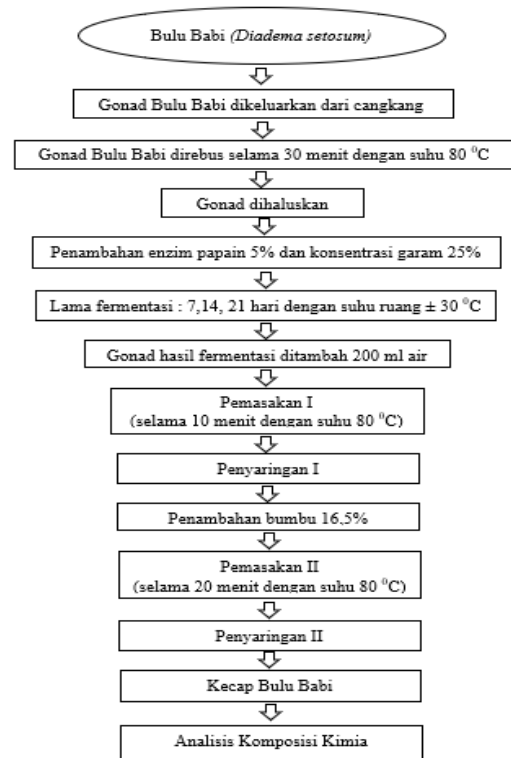 Bulu Babi (Diadema setosum)
Gonad Bulu Babi dikeluarkan dari cangkang
Gonad Bulu Babi direbus selama 30 menit dengan suhu 80 ⁰C
Gonad dihaluskan
Penambahan enzim papain 5% dan konsentrasi garam 25%
Lama fermentasi : 7,14, 21 hari dengan suhu ruang ± 30 ⁰C
Gonad hasil fermentasi ditambah 200 ml air
Pemasakan I
(selama 10 menit dengan suhu 80 ⁰C)
Penyaringan I
Penambahan bumbu 16,5%
Pemasakan II
(selama 20 menit dengan suhu 80 ⁰C)
Penyaringan II
Kecap Bulu Babi
Analisis Komposisi Kimia